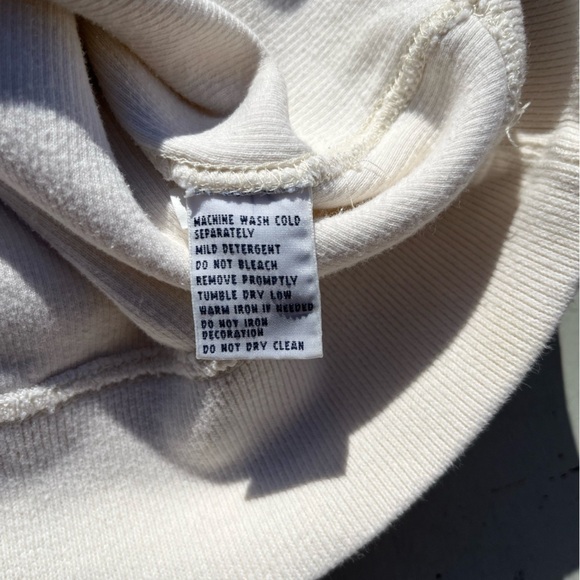 MACHINE WASH COLD
SEPARATELY
MILD DETERGENT
DO NOT BLEACH
REMOVE PROMPTLY
TUMBLE DRY LOW
WARM IRON IF NEEDED
DO NOT IRON
DECORATION
DO NOT DRY CLEAN